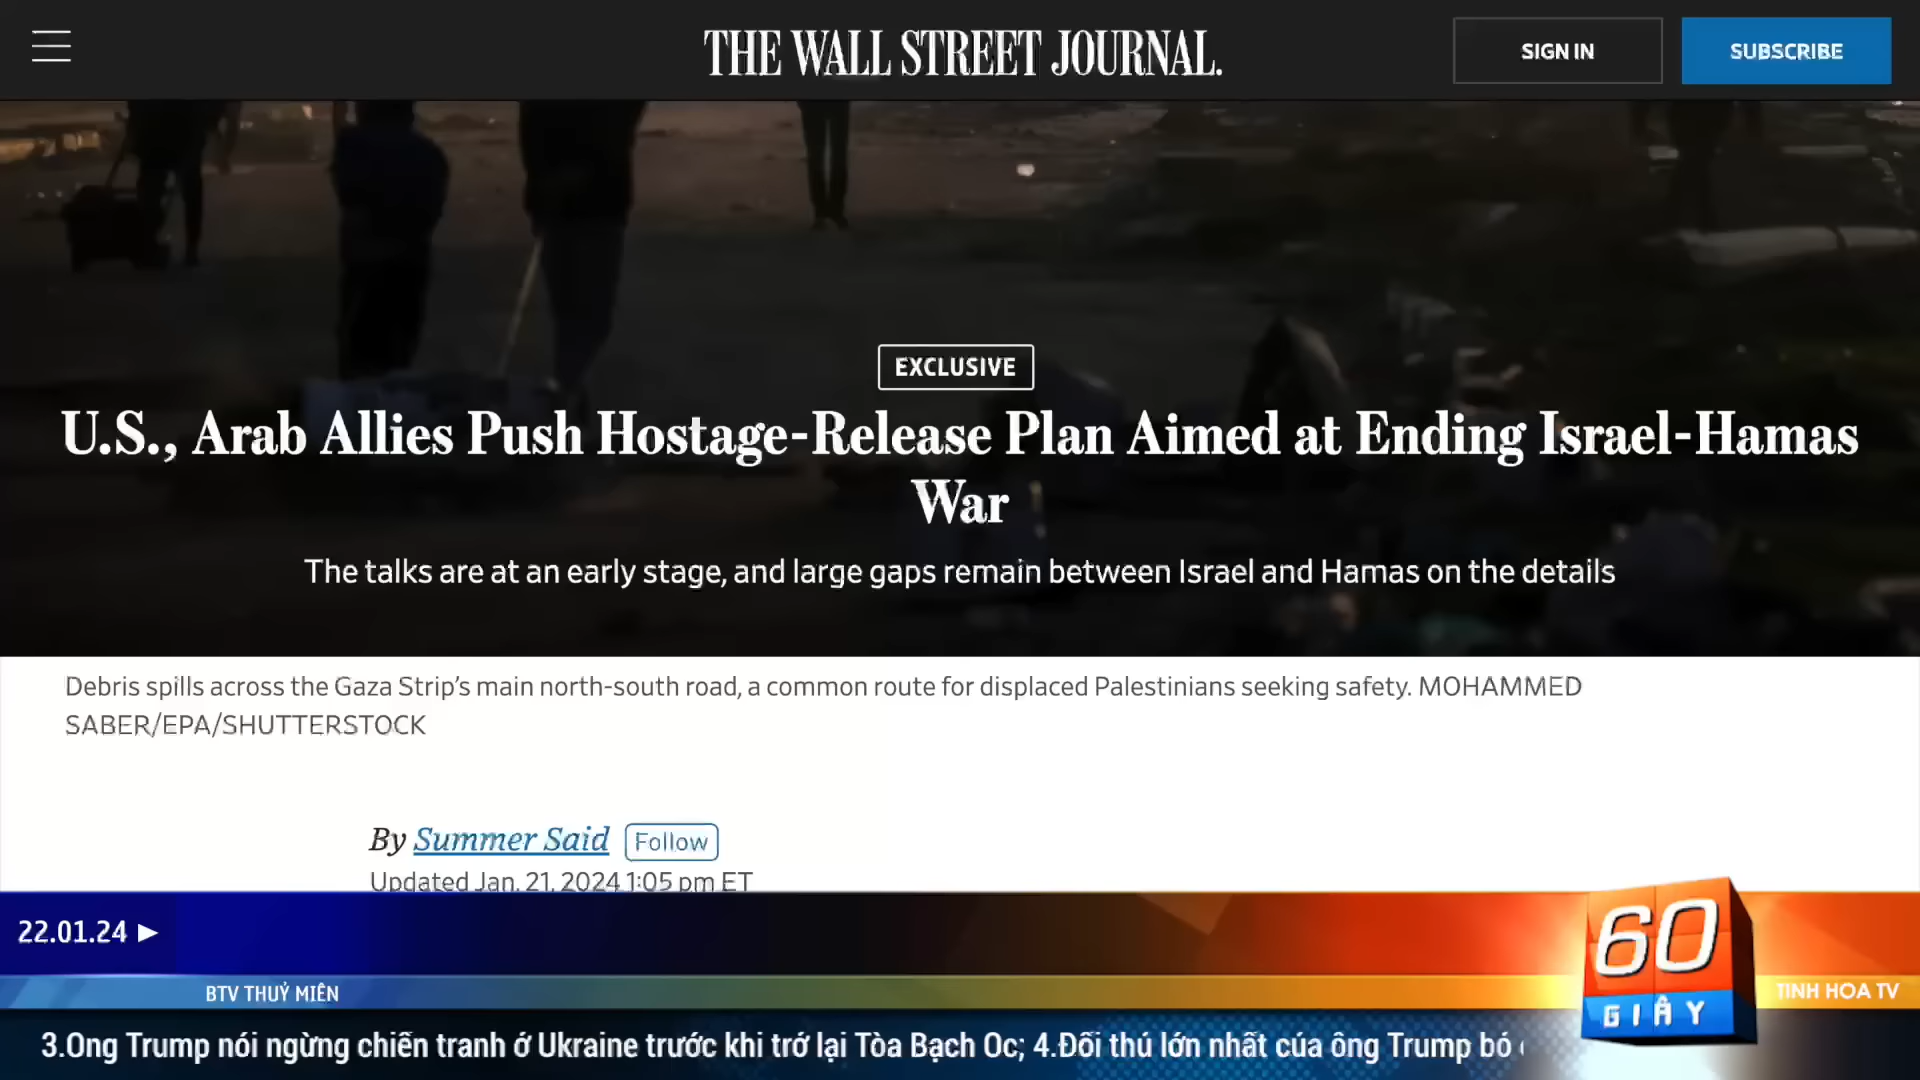 THE WALL STREET JOURNAL.
SIGN IN
SUBSCRIBE
EXCLUSIVE
U.S., Arab Allies Push Hostage-Release Plan Aimed at Ending Israel-Hamas
War
The talks are at an early stage, and large gaps remain between Israel and Hamas on the details
Debris spills across the Gaza Strip's main north-south road, a common route for displaced Palestinians seeking safety. MOHAMMED
SABER/EPA/SHUTTERSTOCK
By Summer Said Follow
Updated Jan. 21, 2024 1:05 pm ET
22.01.24
60
GIÂY
BTV THUỶ MIÊN
TINH HOA TV
3.Ông Trump nói ngừng chiến tranh ở Ukraine trước khi trở lại Tòa Bạch Ốc; 4.Đối thủ lớn nhất của ông Trump bỏ